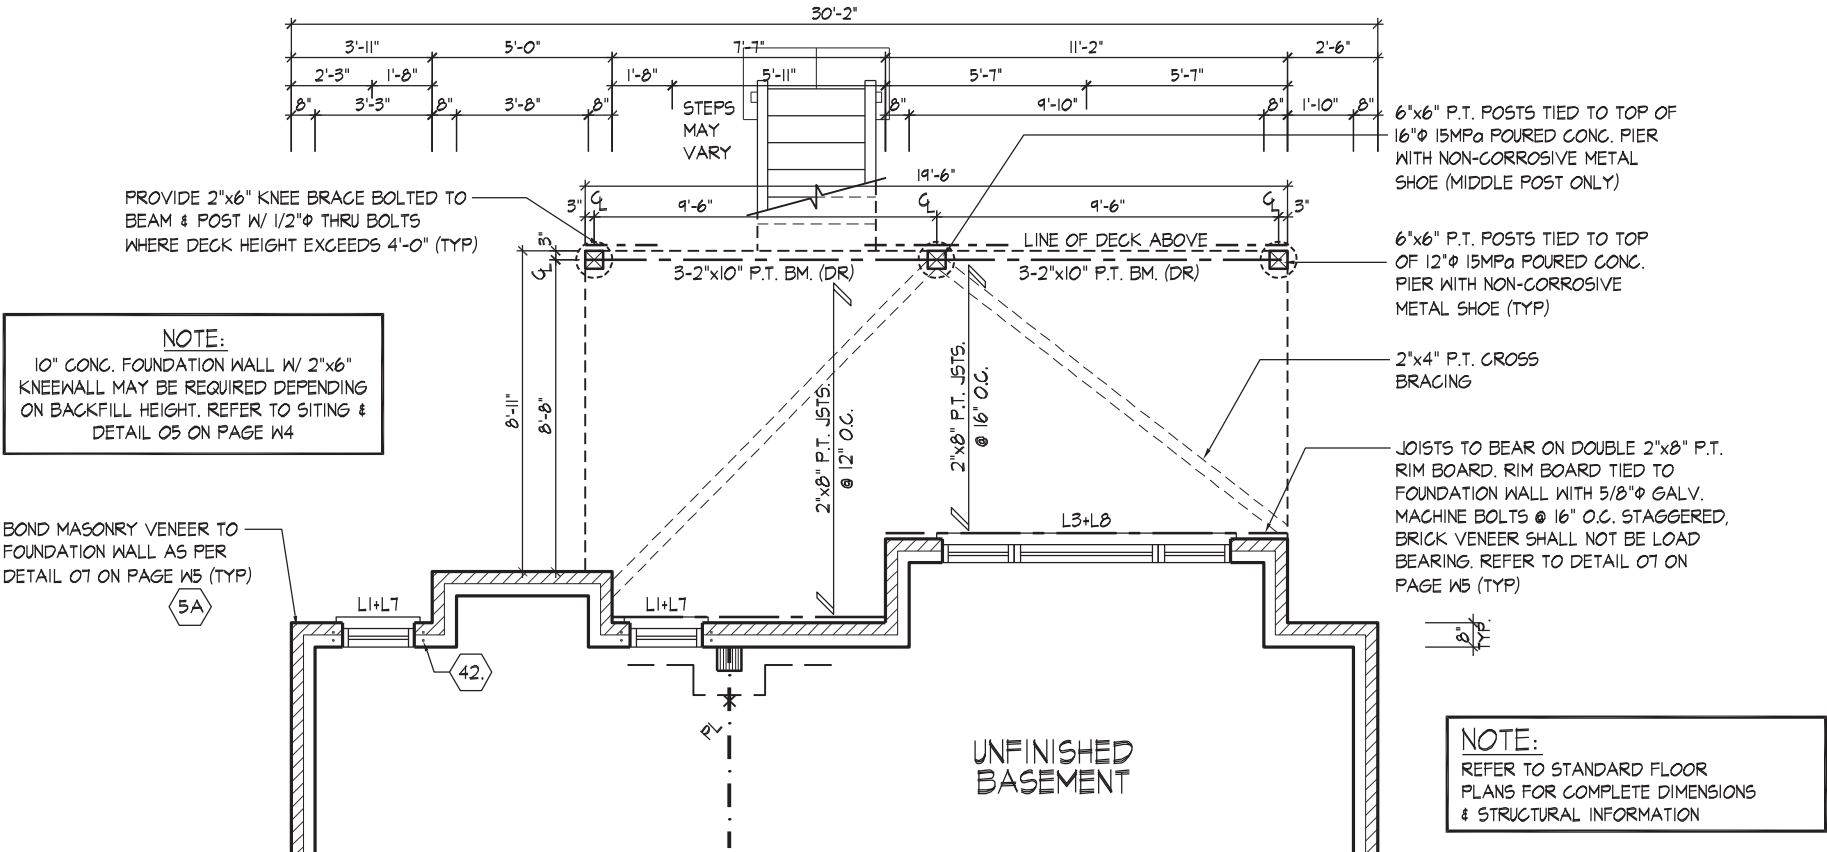 30'-2"
3'-11" 5'-0" 7'-7" 11'-2" 2'-6"
2'-3" 1'-8" 1'-8" 5'-11" 5'-7" 5'-7"
8" 3'-3" 8" 3'-8" 8" 8" 9'-10" 8" 1'-10" 8"
STEPS
MAY
VARY
6"x6" P.T. POSTS TIED TO TOP OF
16"Φ 15MPa POURED CONC. PIER
WITH NON-CORROSIVE METAL
SHOE (MIDDLE POST ONLY)
19'-6"
3" CL 9'-6" CL 9'-6" CL 3"
PROVIDE 2"x6" KNEE BRACE BOLTED TO
BEAM & POST W/ 1/2"Φ THRU BOLTS
WHERE DECK HEIGHT EXCEEDS 4'-0" (TYP)
3"
CL
LINE OF DECK ABOVE
3-2"x10" P.T. BM. (DR)
3-2"x10" P.T. BM. (DR)
6"x6" P.T. POSTS TIED TO TOP
OF 12"Φ 15MPa POURED CONC.
PIER WITH NON-CORROSIVE
METAL SHOE (TYP)
NOTE:
10" CONC. FOUNDATION WALL W/ 2"x6"
KNEEWALL MAY BE REQUIRED DEPENDING
ON BACKFILL HEIGHT. REFER TO SITING &
DETAIL 05 ON PAGE W4
8'-11"
8'-8"
2"x8" P.T. JSTS.
@ 12" O.C.
2"x8" P.T. JSTS.
@ 16" O.C.
2"x4" P.T. CROSS
BRACING
JOISTS TO BEAR ON DOUBLE 2"x8" P.T.
RIM BOARD. RIM BOARD TIED TO
FOUNDATION WALL WITH 5/8"Φ GALV.
MACHINE BOLTS @ 16" O.C. STAGGERED,
BRICK VENEER SHALL NOT BE LOAD
BEARING. REFER TO DETAIL 07 ON
PAGE W5 (TYP)
BOND MASONRY VENEER TO
FOUNDATION WALL AS PER
DETAIL 07 ON PAGE W5 (TYP)
5A
L3+L8
L1+L7
L1+L7
42.
8"
TYP.
PL
UNFINISHED
BASEMENT
NOTE:
REFER TO STANDARD FLOOR
PLANS FOR COMPLETE DIMENSIONS
& STRUCTURAL INFORMATION